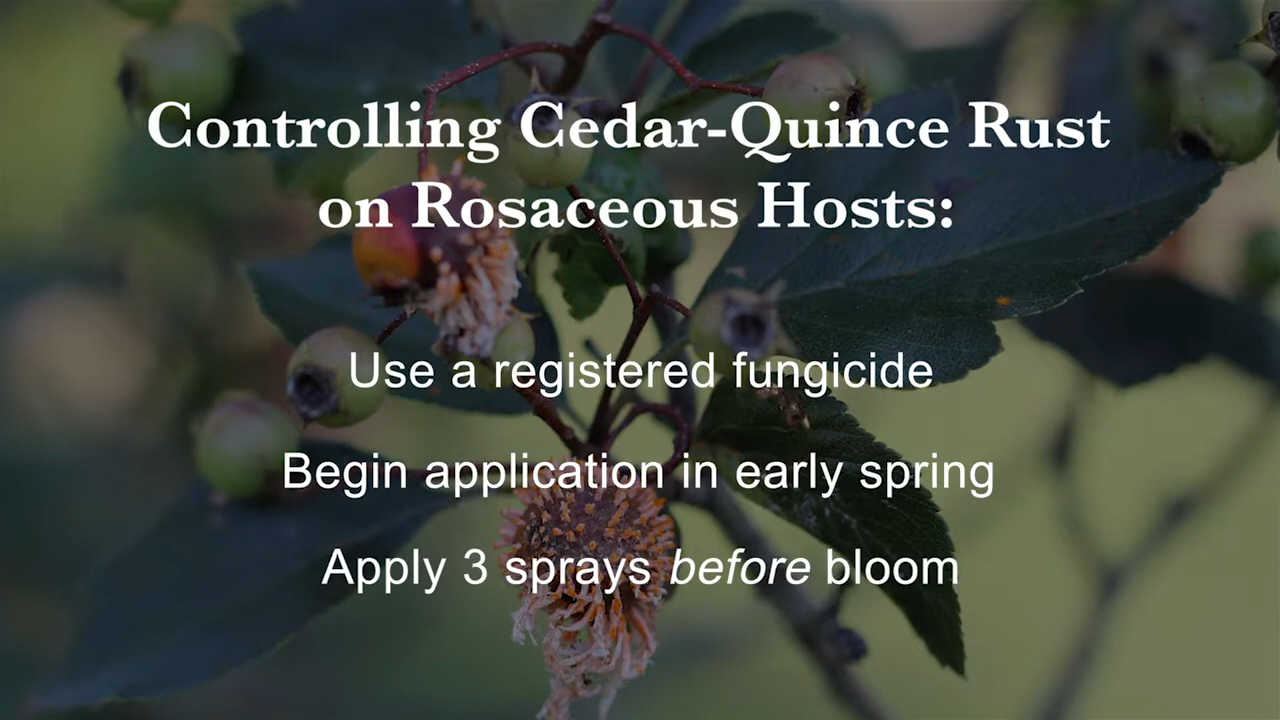 Controlling Cedar-Quince Rust
on Rosaceous Hosts:
Use a registered fungicide
Begin application in early spring
Apply 3 sprays before bloom